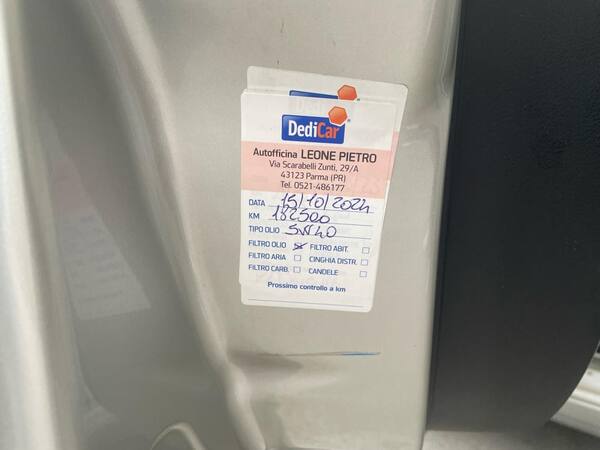 DediCar
Autofficina LEONE PIETRO
Via Scarabelli Zunti, 29/A
43123 Parma (PR)
Tel. 0521-486177
DATA 15/10/2024
KM 182500
TIPO OLIO 5W40
FILTRO OLIO FILTRO ABIT.
FILTRO ARIA CINGHIA DISTR.
FILTRO CARB. CANDELE
Prossimo controllo a km